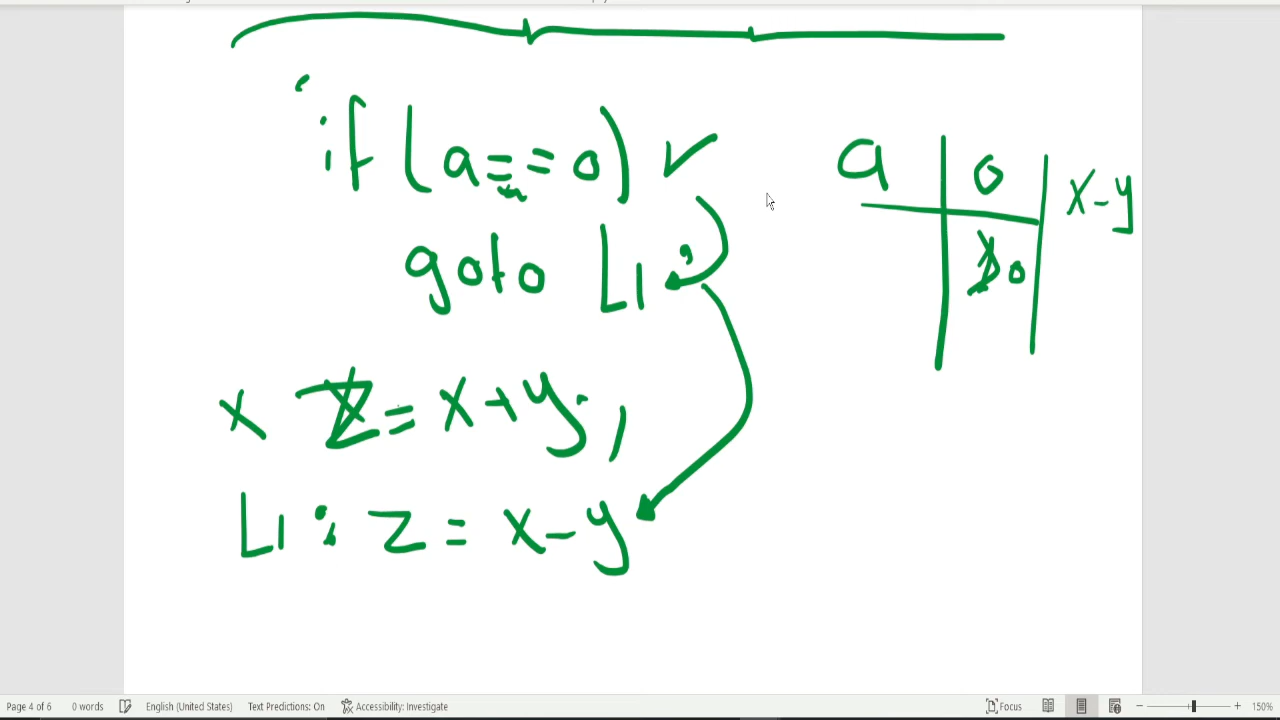 if (a==0)
goto L1;
x Z=x+y;
L1: Z=x-y
a 0 x-y
0
Page 4 of 6 0 words English (United States) Text Predictions: On Accessibility: Investigate Focus 150%